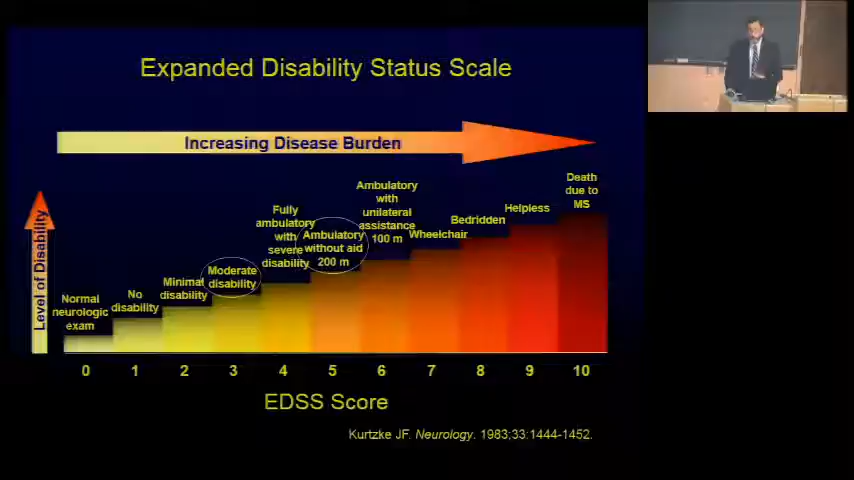 Expanded Disability Status Scale
Increasing Disease Burden
Level of Disability
Normal
neurologic
exam
No
disability
Minimal
disability
Moderate
disability
Fully
ambulatory
with
severe
disability
Ambulatory
without aid
200 m
Ambulatory
with
unilateral
assistance
100 m
Wheelchair
Bedridden
Helpless
Death
due to
MS
0 1 2 3 4 5 6 7 8 9 10
EDSS Score
Kurtzke JF. Neurology. 1983;33:1444-1452.